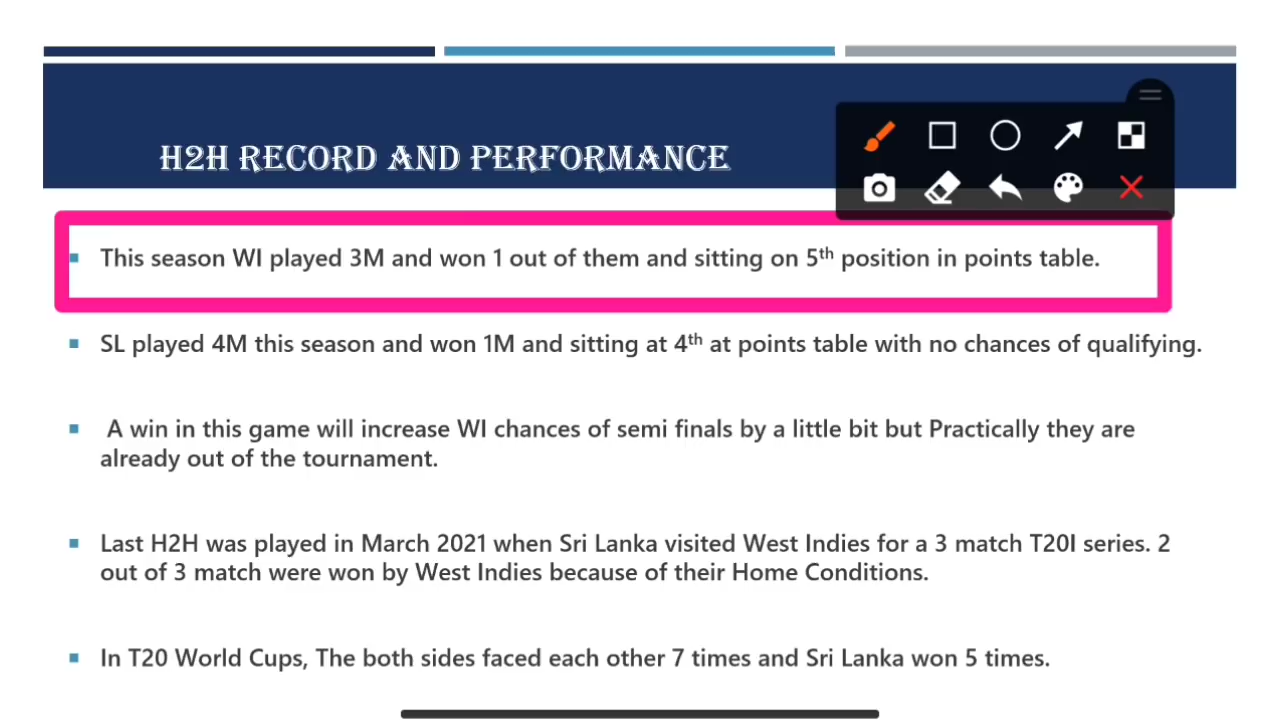 H2H RECORD AND PERFORMANCE
This season WI played 3M and won 1 out of them and sitting on 5th position in points table.
SL played 4M this season and won 1M and sitting at 4th at points table with no chances of qualifying.
A win in this game will increase WI chances of semi finals by a little bit but Practically they are
already out of the tournament.
Last H2H was played in March 2021 when Sri Lanka visited West Indies for a 3 match T20I series. 2
out of 3 match were won by West Indies because of their Home Conditions.
In T20 World Cups, The both sides faced each other 7 times and Sri Lanka won 5 times.